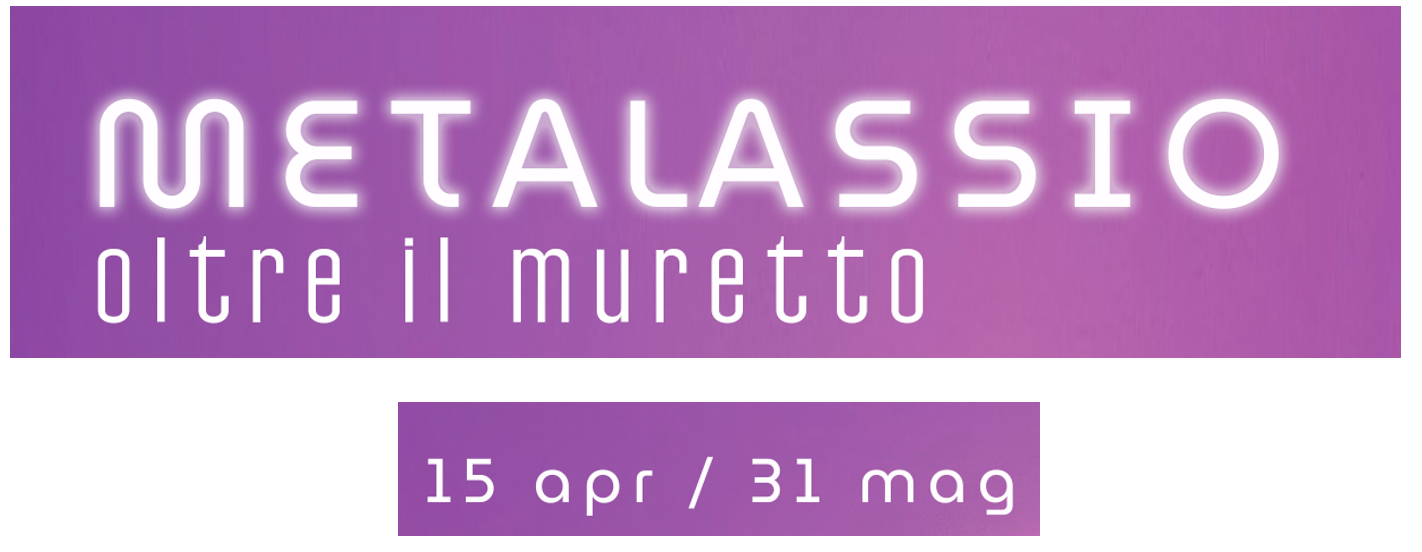 METALASSIO
oltre il muretto
15 apr / 31 mag